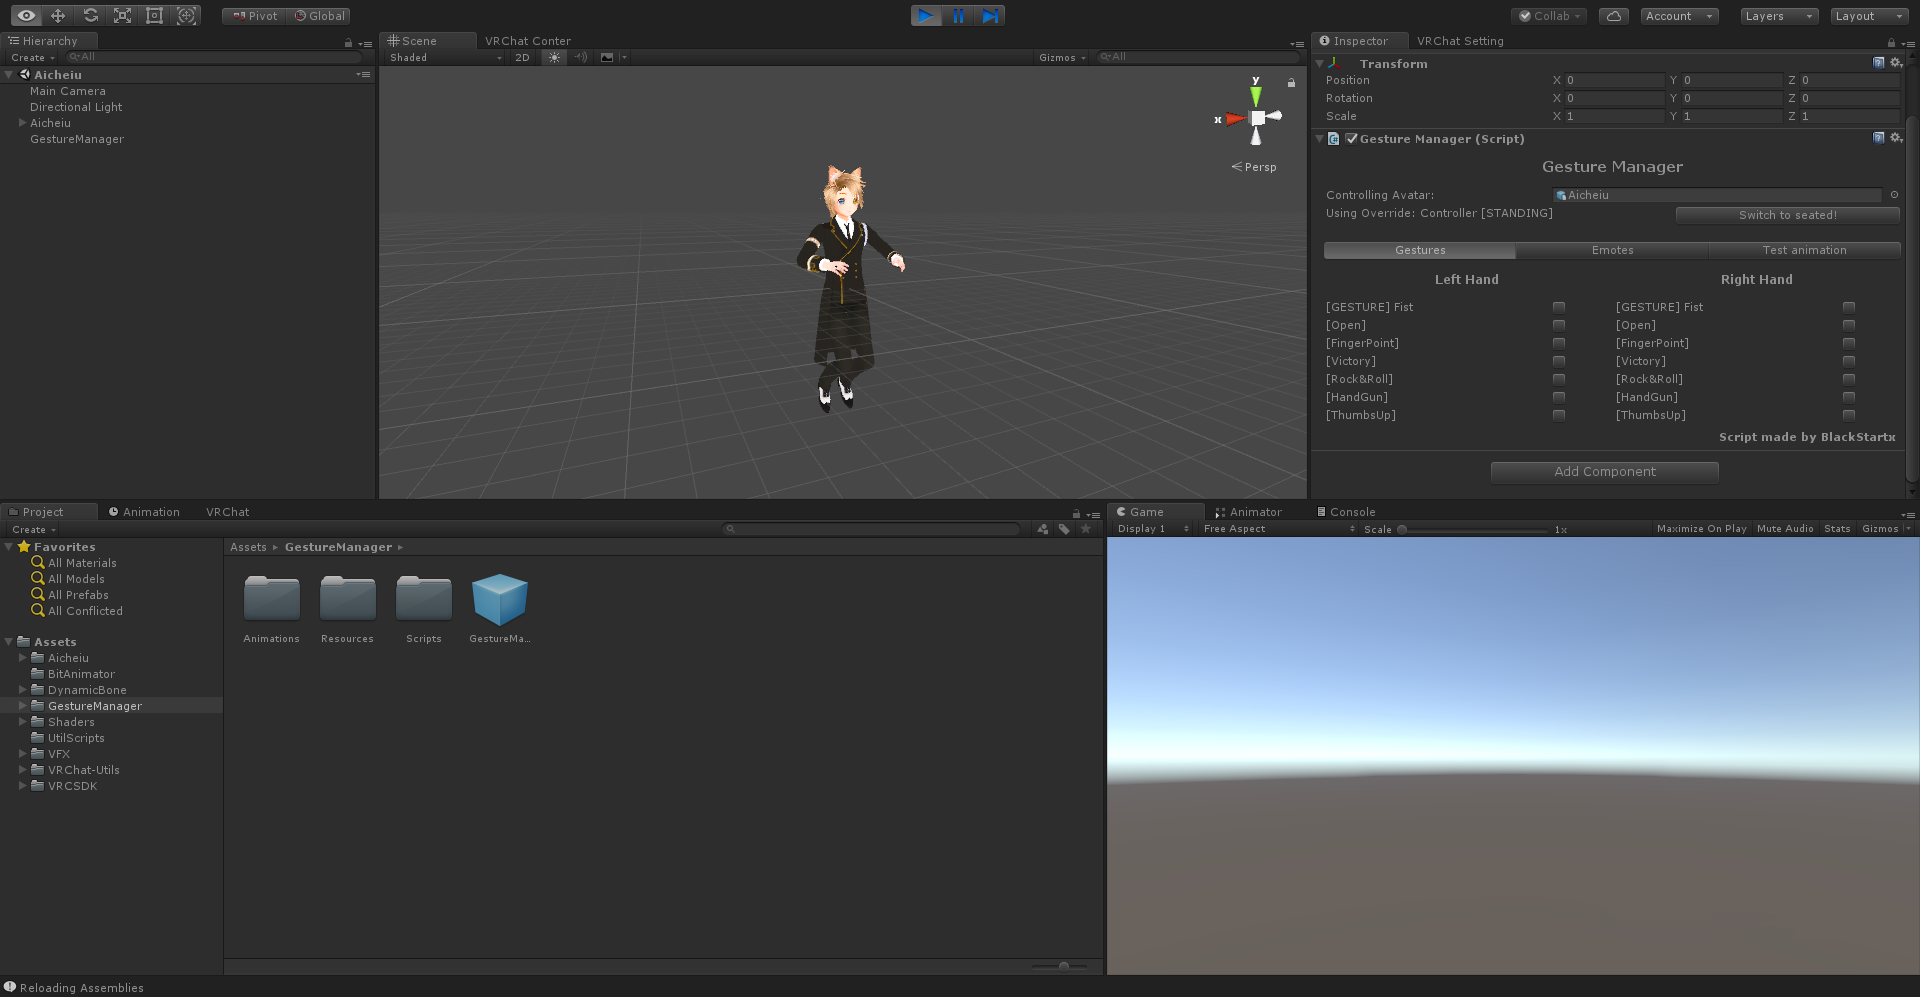 Pivot Global Collab Account Layers Layout
Hierarchy
Create All
Aicheiu
Main Camera
Directional Light
Aicheiu
GestureManager
Scene VRChat Conter
Shaded 2D Gizmos All
y
x
Persp
Inspector VRChat Setting
Transform
Position X 0 Y 0 Z 0
Rotation X 0 Y 0 Z 0
Scale X 1 Y 1 Z 1
Gesture Manager (Script)
Gesture Manager
Controlling Avatar: Aicheiu
Using Override: Controller [STANDING]
Switch to seated!
Gestures Emotes Test animation
Left Hand Right Hand
[GESTURE] Fist [GESTURE] Fist
[Open] [Open]
[FingerPoint] [FingerPoint]
[Victory] [Victory]
[Rock&Roll] [Rock&Roll]
[HandGun] [HandGun]
[ThumbsUp] [ThumbsUp]
Script made by BlackStartx
Add Component
Project Animation VRChat
Create
Favorites
All Materials
All Models
All Prefabs
All Conflicted
Assets
Aicheiu
BitAnimator
DynamicBone
GestureManager
Shaders
UtilScripts
VFX
VRChat-Utils
VRCSDK
Assets ▸ GestureManager ▸
Animations Resources Scripts GestureMa...
Game Animator Console
Display 1 Free Aspect Scale 1x Maximize On Play Mute Audio Stats Gizmos
Reloading Assemblies